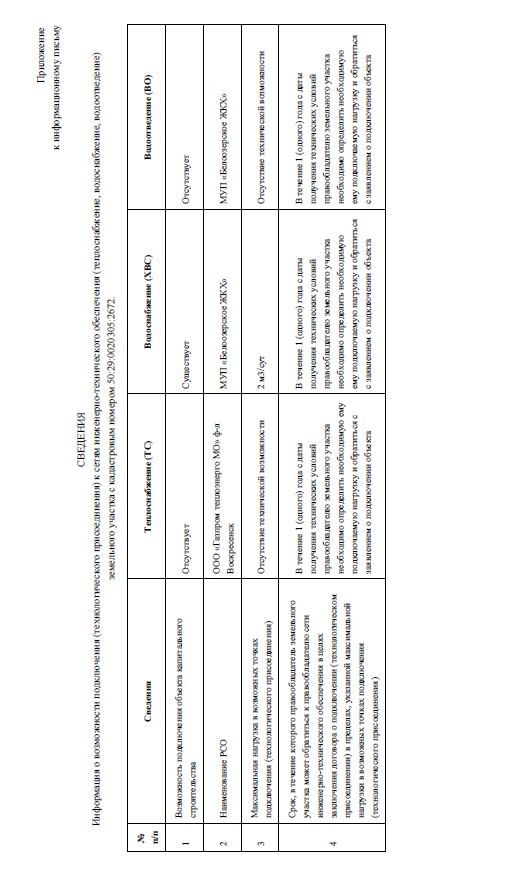 Приложение
к информационному письму
СВЕДЕНИЯ
Информация о возможности подключения (технологического присоединения) к сетям инженерно-технического обеспечения (теплоснабжение, водоснабжение, водоотведение)
земельного участка с кадастровым номером 50:29:0020305:2672.
№
п/п
Сведения
Теплоснабжение (ТС)
Водоснабжение (ХВС)
Водоотведение (ВО)
1
Возможность подключения объекта капитального
строительства
Отсутствует
Существует
Отсутствует
2
Наименование РСО
ООО «Газпром теплоэнерго МО» ф-л
Воскресенск
МУП «Белоозерское ЖКХ»
МУП «Белоозерское ЖКХ»
3
Максимальная нагрузка в возможных точках
подключения (технологического присоединения)
Отсутствие технической возможности
2 м3/сут
Отсутствие технической возможности
4
Срок, в течение которого правообладатель земельного
участка может обратиться к правообладателю сети
инженерно-технического обеспечения в целях
заключения договора о подключении (технологическом
присоединении) в пределах, указанной максимальной
нагрузки в возможных точках подключения
(технологического присоединения)
В течение 1 (одного) года с даты
получения технических условий
правообладателю земельного участка
необходимо определить необходимую ему
подключаемую нагрузку и обратиться с
заявлением о подключении объекта
В течение 1 (одного) года с даты
получения технических условий
правообладателю земельного участка
необходимо определить необходимую
ему подключаемую нагрузку и обратиться
с заявлением о подключении объекта
В течение 1 (одного) года с даты
получения технических условий
правообладателю земельного участка
необходимо определить необходимую
ему подключаемую нагрузку и обратиться
с заявлением о подключении объекта